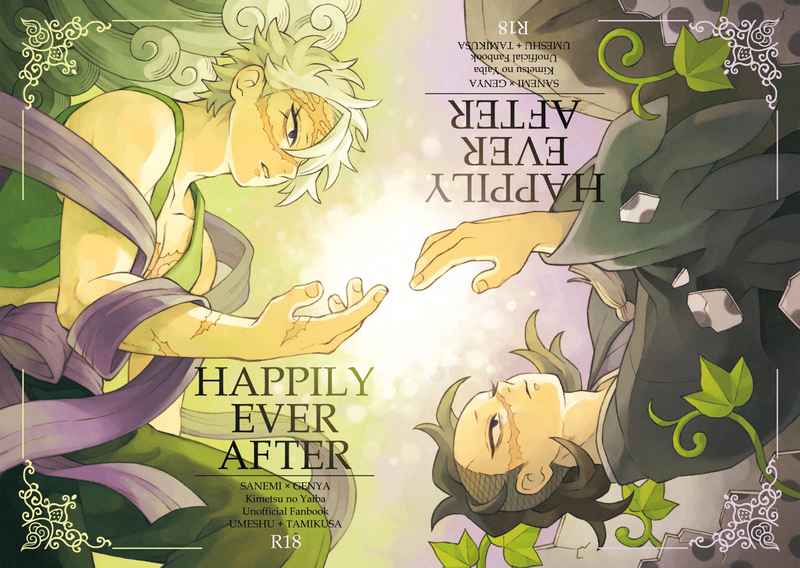 HAPPILY
EVER
AFTER
SANEMI × GENYA
Kimetsu no Yaiba
Unofficial Fanbook
UMESHU + TAMIKUSA
R18
HAPPILY
EVER
AFTER
SANEMI × GENYA
Kimetsu no Yaiba
Unofficial Fanbook
UMESHU + TAMIKUSA
R18